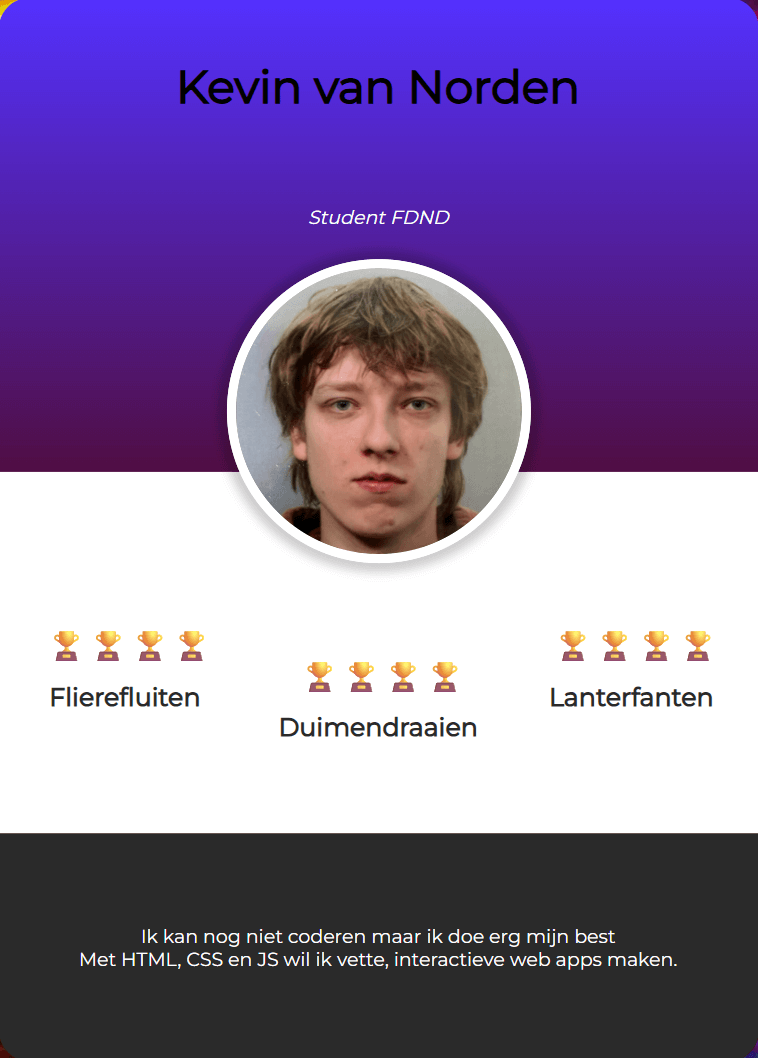 Kevin van Norden
Student FDND
Flierefluiten
Duimendraaien
Lanterfanten
Ik kan nog niet coderen maar ik doe erg mijn best
Met HTML, CSS en JS wil ik vette, interactieve web apps maken.